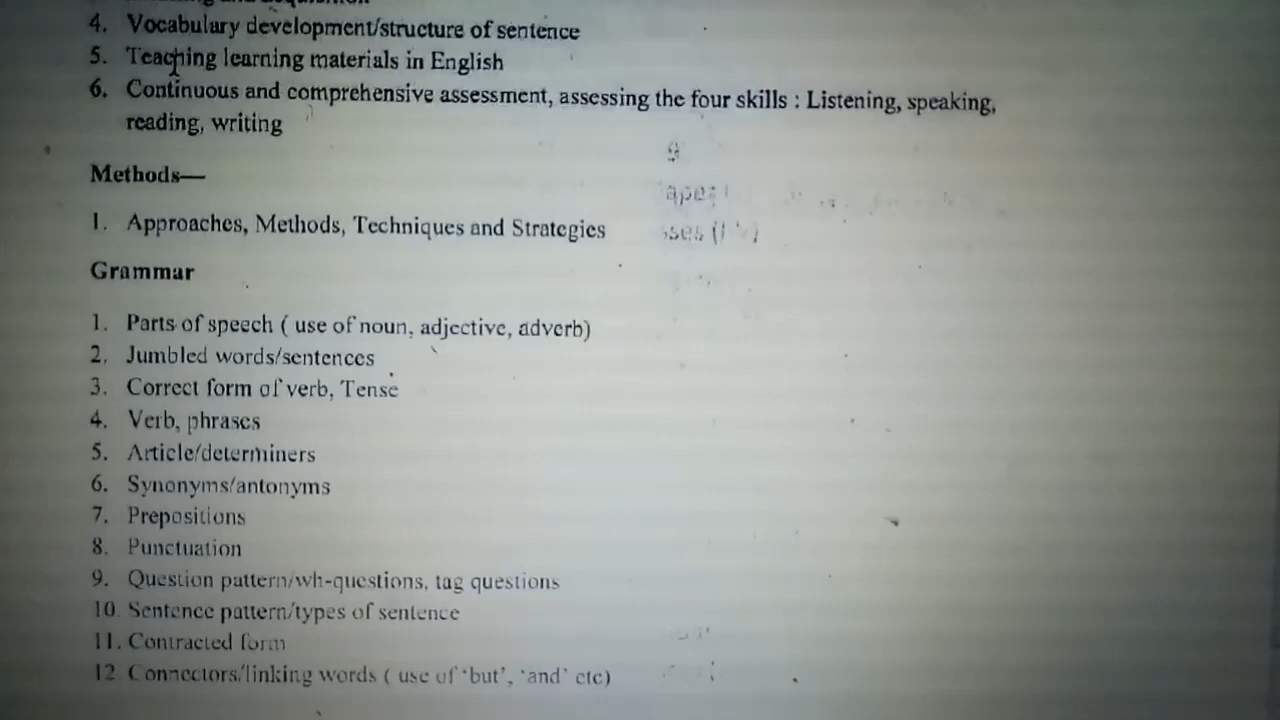 4. Vocabulary development/structure of sentence
5. Teaching learning materials in English
6. Continuous and comprehensive assessment, assessing the four skills : Listening, speaking,
reading, writing
Methods—
1. Approaches, Methods, Techniques and Strategies
Grammar
1. Parts of speech ( use of noun, adjective, adverb)
2. Jumbled words/sentences
3. Correct form of verb, Tense
4. Verb, phrases
5. Article/determiners
6. Synonyms/antonyms
7. Prepositions
8. Punctuation
9. Question pattern/wh-questions, tag questions
10. Sentence pattern/types of sentence
11. Contracted form
12. Connectors/linking words ( use of 'but', 'and' etc)